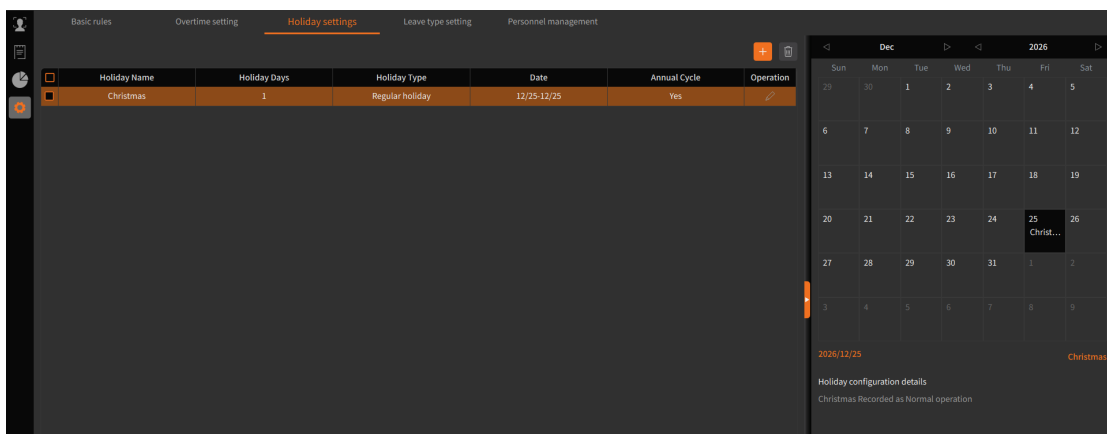 Basic rules Overtime setting Holiday settings Leave type setting Personnel management
Holiday Name Holiday Days Holiday Type Date Annual Cycle Operation
Christmas 1 Regular holiday 12/25-12/25 Yes
Dec 2026
Sun Mon Tue Wed Thu Fri Sat
29 30 1 2 3 4 5
6 7 8 9 10 11 12
13 14 15 16 17 18 19
20 21 22 23 24 25 26
Christ...
27 28 29 30 31 1 2
3 4 5 6 7 8 9
2026/12/25 Christmas
Holiday configuration details
Christmas Recorded as Normal operation